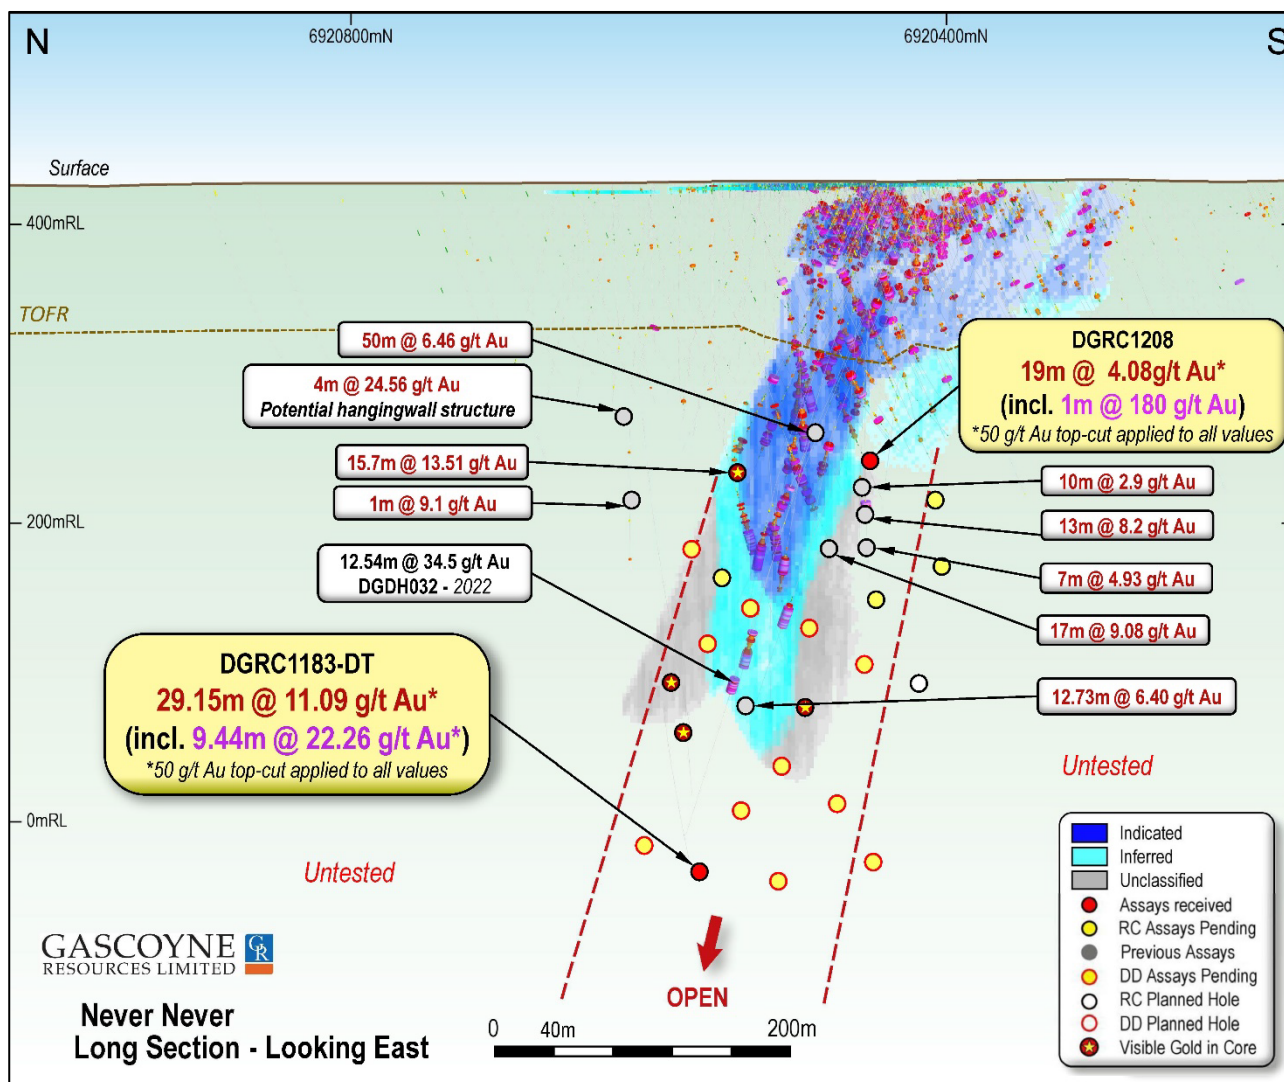 N
6920800mN
6920400mN
S
Surface
400mRL
TOFR
50m @ 6.46 g/t Au
4m @ 24.56 g/t Au
Potential hangingwall structure
15.7m @ 13.51 g/t Au
1m @ 9.1 g/t Au
200mRL
12.54m @ 34.5 g/t Au
DGDH032 - 2022
DGRC1208
19m @ 4.08g/t Au*
(incl. 1m @ 180 g/t Au)
*50 g/t Au top-cut applied to all values
10m @ 2.9 g/t Au
13m @ 8.2 g/t Au
7m @ 4.93 g/t Au
17m @ 9.08 g/t Au
12.73m @ 6.40 g/t Au
DGRC1183-DT
29.15m @ 11.09 g/t Au*
(incl. 9.44m @ 22.26 g/t Au*)
*50 g/t Au top-cut applied to all values
Untested
0mRL
Untested
OPEN
GASCOYNE
RESOURCES LIMITED
GR
Never Never
Long Section - Looking East
0 40m 200m
Indicated
Inferred
Unclassified
Assays received
RC Assays Pending
Previous Assays
DD Assays Pending
RC Planned Hole
DD Planned Hole
Visible Gold in Core